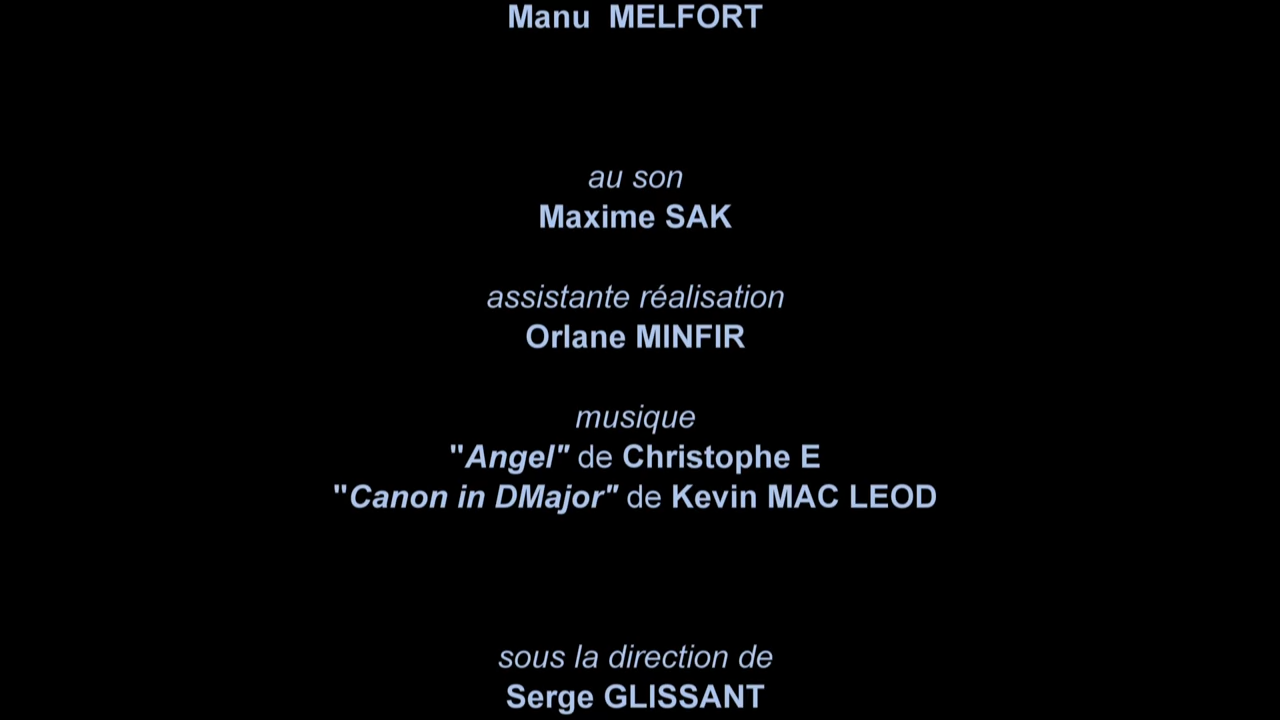 Manu MELFORT
au son
Maxime SAK
assistante réalisation
Orlane MINFIR
musique
"Angel" de Christophe E
"Canon in DMajor" de Kevin MAC LEOD
sous la direction de
Serge GLISSANT